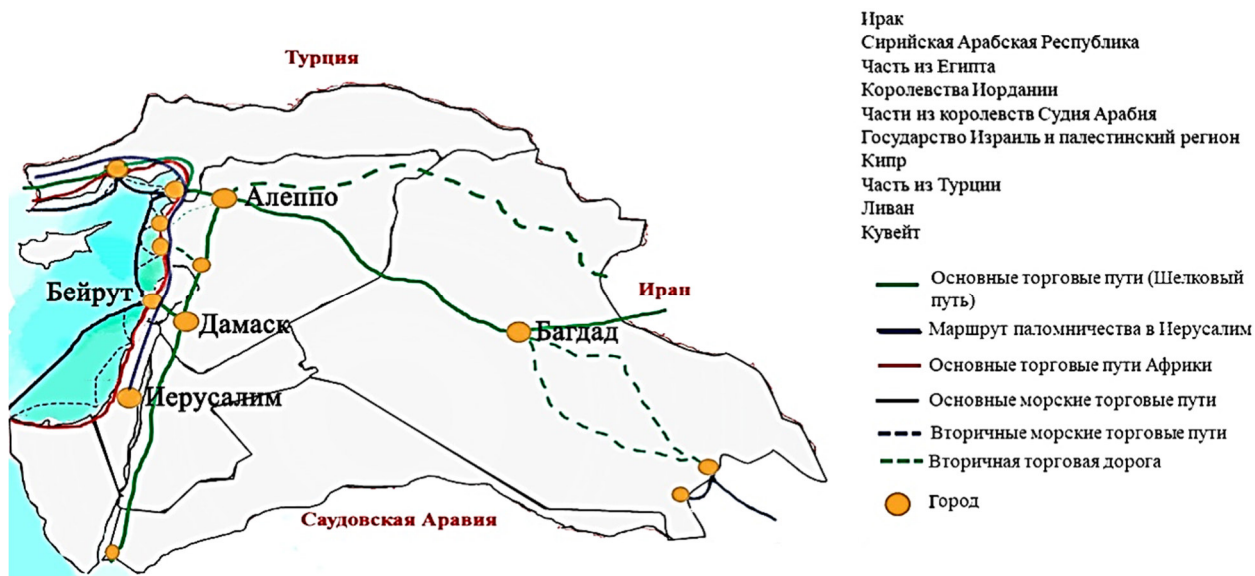 Турция
Алеппо
Бейрут
Дамаск
Иерусалим
Багдад
Иран
Саудовская Аравия
Ирак
Сирийская Арабская Республика
Часть из Египта
Королевства Иордании
Части из королевств Судия Арабия
Государство Израиль и палестинский регион
Кипр
Часть из Турции
Ливан
Кувейт
Основные торговые пути (Шелковый
путь)
Маршрут паломничества в Иерусалим
Основные торговые пути Африки
Основные морские торговые пути
Вторичные морские торговые пути
Вторичная торговая дорога
Город